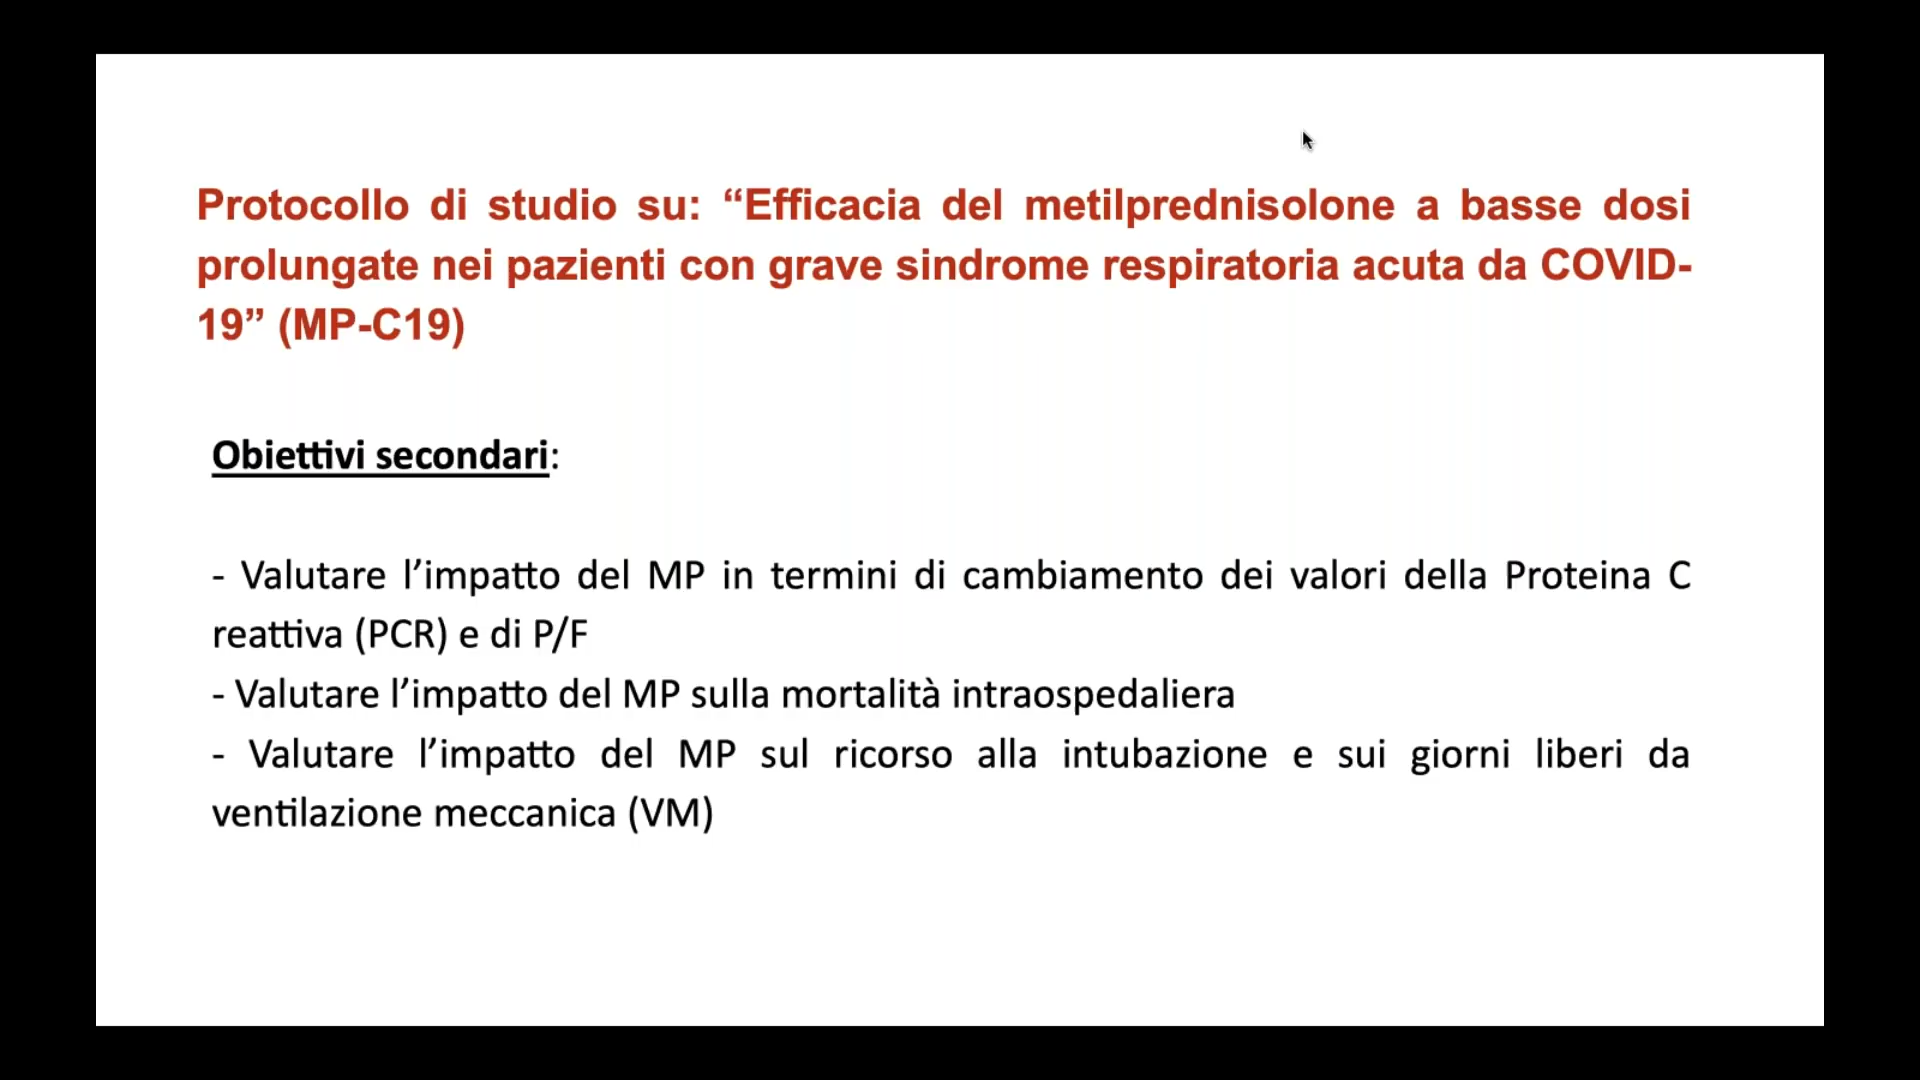 Protocollo di studio su: “Efficacia del metilprednisolone a basse dosi
prolungate nei pazienti con grave sindrome respiratoria acuta da COVID-
19” (MP-C19)
Obiettivi secondari:
- Valutare l’impatto del MP in termini di cambiamento dei valori della Proteina C
reattiva (PCR) e di P/F
- Valutare l’impatto del MP sulla mortalità intraospedaliera
- Valutare l’impatto del MP sul ricorso alla intubazione e sui giorni liberi da
ventilazione meccanica (VM)